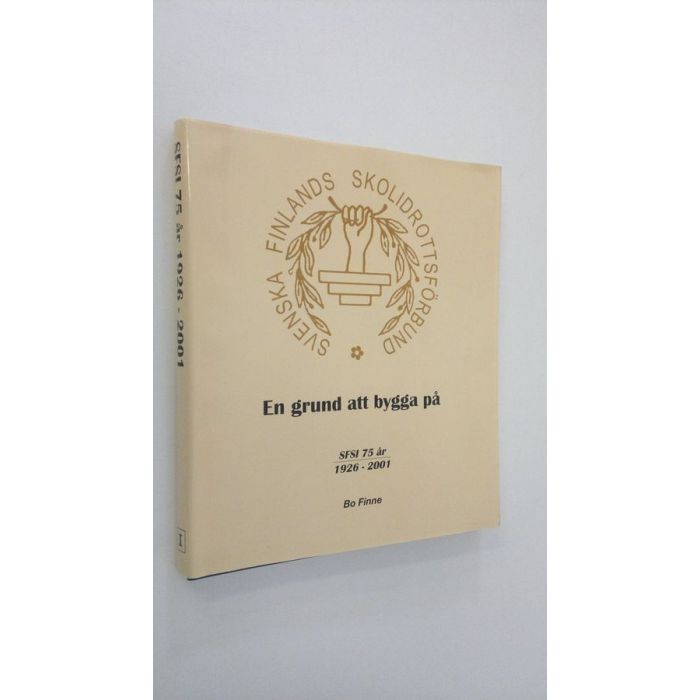 SVENSKA FINLANDS SKOLIDROTTSFÖRBUND
En grund att bygga på
SFSI 75 år
1926 - 2001
Bo Finne
SFSI 75 år 1926 - 2001
I